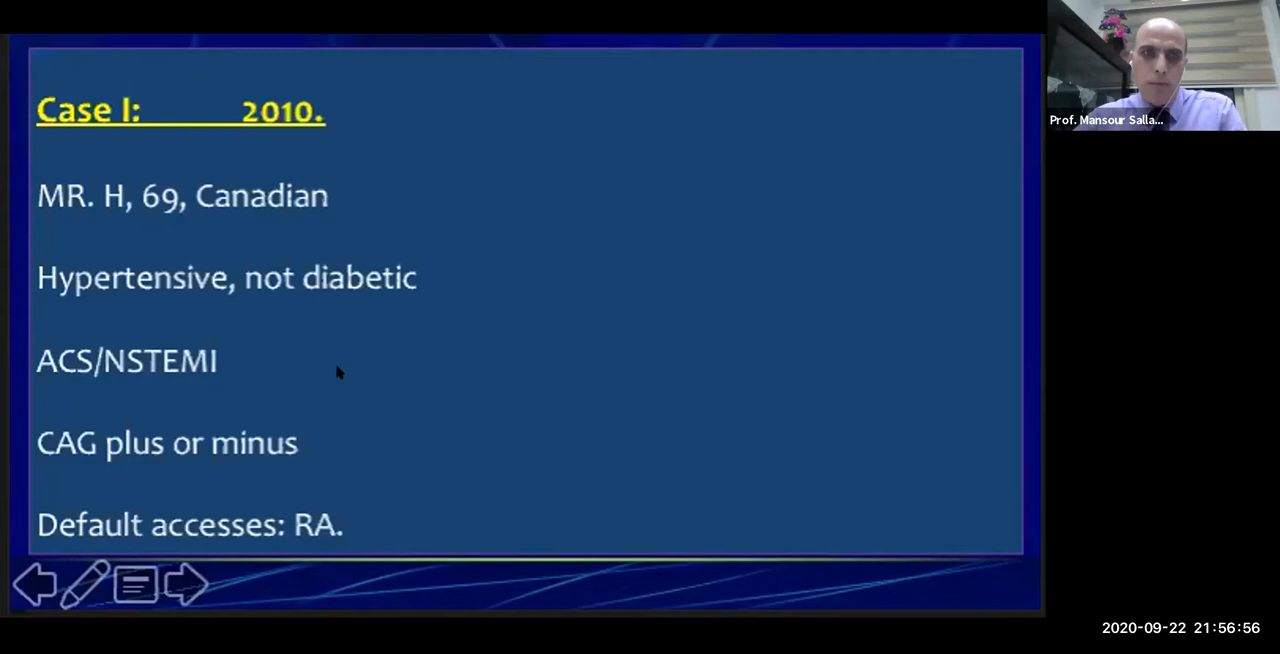 Case I: 2010.
MR. H, 69, Canadian
Hypertensive, not diabetic
ACS/NSTEMI
CAG plus or minus
Default accesses: RA.
Prof. Mansour Salla...
2020-09-22 21:56:56